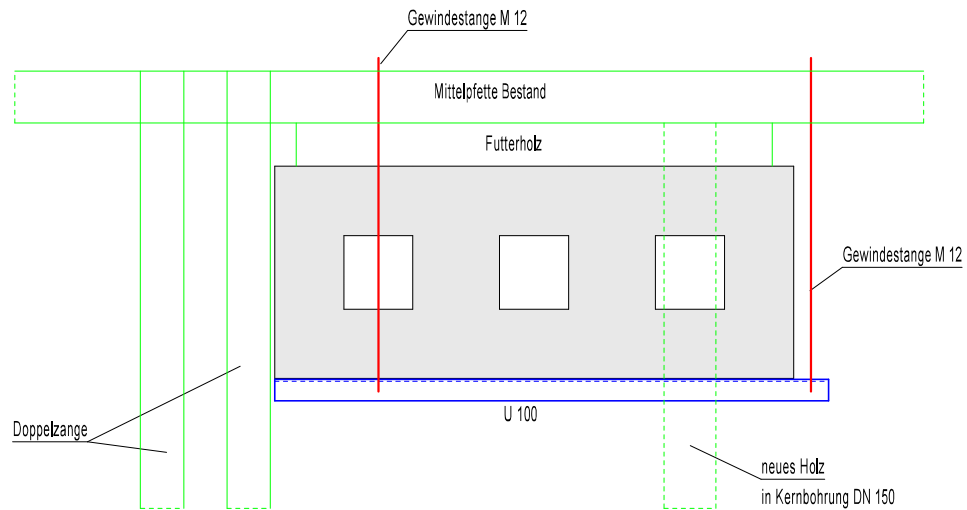 Gewindestange M 12
Mittelpfette Bestand
Futterholz
Gewindestange M 12
U 100
Doppelzange
neues Holz
in Kernbohrung DN 150